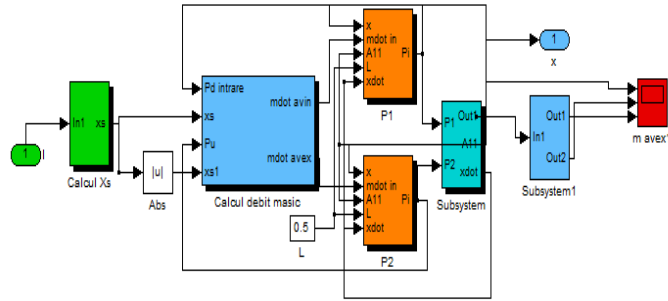 1
I
In1 xs
Calcul Xs
|u|
Abs
Pd intrare
xs
Pu
xs1
mdot avin
mdot avex
Calcul debit masic
0.5
L
x
mdot in
A11
L
xdot
Pi
P1
x
mdot in
A11
L
xdot
Pi
P2
P1
P2
Out1
A11
xdot
Subsystem
In1
Out1
Out2
Subsystem1
1
x
m avex1